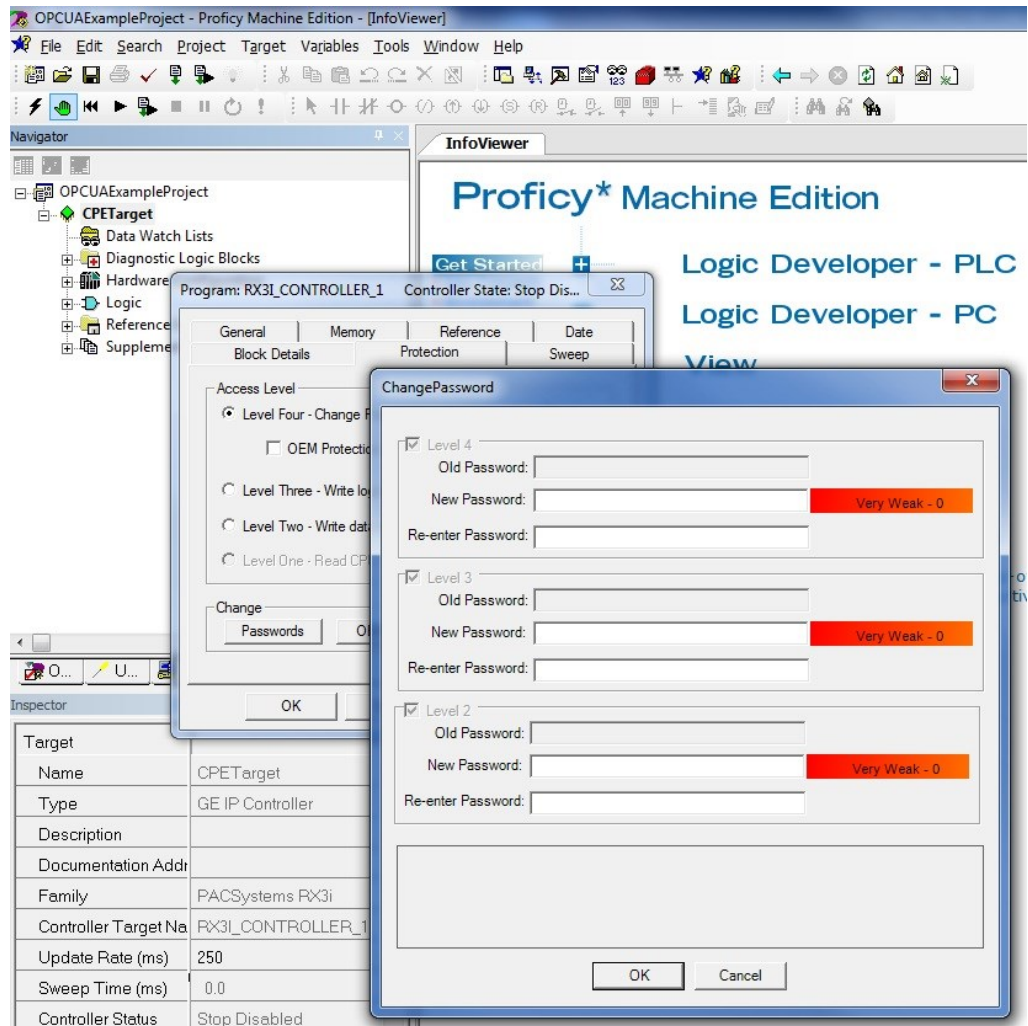 OPCUAExampleProject - Proficy Machine Edition - [InfoViewer]
File Edit Search Project Target Variables Tools Window Help
123
Navigator
InfoViewer
OPCUAExampleProject
CPETarget
Data Watch Lists
Diagnostic Logic Blocks
Hardware
Logic
Reference
Suppleme
Proficy* Machine Edition
Get Started
Logic Developer - PLC
Logic Developer - PC
View
Program: RX3I_CONTROLLER_1 Controller State: Stop Dis...
General Memory Reference Date
Block Details Protection Sweep
Access Level
Level Four - Change P
OEM Protectio
Level Three - Write log
Level Two - Write dat
Level One - Read CP
Change
Passwords OE
OK
ChangePassword
Level 4
Old Password:
New Password: Very Weak - 0
Re-enter Password:
Level 3
Old Password:
New Password: Very Weak - 0
Re-enter Password:
Level 2
Old Password:
New Password: Very Weak - 0
Re-enter Password:
OK Cancel
O... U...
Inspector
Target
Name CPETarget
Type GE IP Controller
Description
Documentation Addr
Family PACSystems RX3i
Controller Target Na RX3I_CONTROLLER_1
Update Rate (ms) 250
Sweep Time (ms) 0.0
Controller Status Stop Disabled